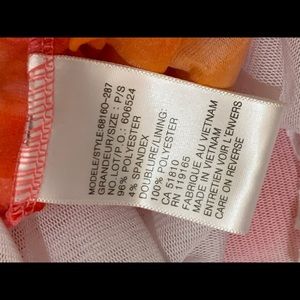 MODELE/STYLE: 68160-287
GRANDEUR/SIZE : P/S
NO.LOT/P.O.: 606524
96% POLYESTER
4% SPANDEX
DOUBLURE/LINING:
100% POLYESTER
CA 51810
RN 119165
FABRIQUE AU VIETNAM
MADE IN VIETNAM
ENTRETIEN VOIR L'ENVERS
CARE ON REVERSE